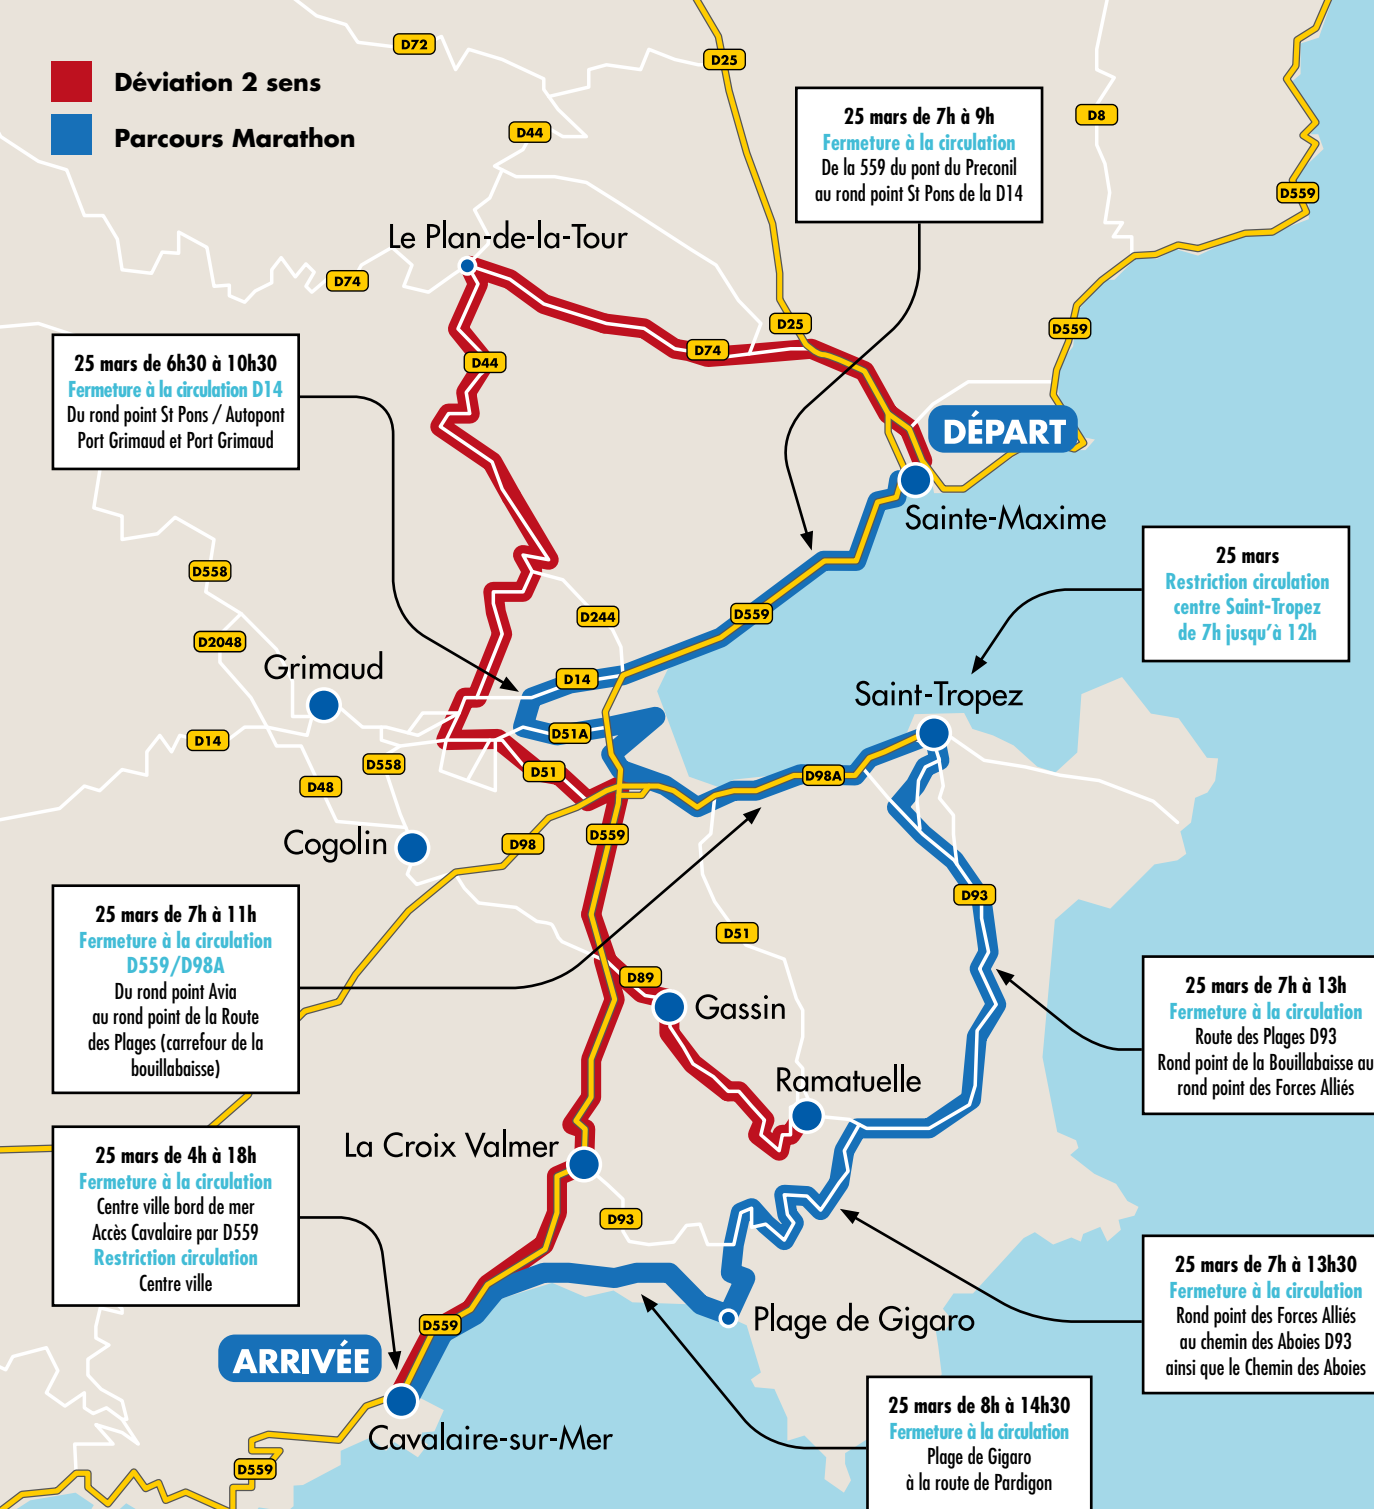 Déviation 2 sens
Parcours Marathon
D72
D25
D44
D8
D559
25 mars de 7h à 9h
Fermeture à la circulation
De la 559 du pont du Preconil
au rond point St Pons de la D14
Le Plan-de-la-Tour
D74
D25
D559
D74
D44
25 mars de 6h30 à 10h30
Fermeture à la circulation D14
Du rond point St Pons / Autopont
Port Grimaud et Port Grimaud
DÉPART
Sainte-Maxime
25 mars
Restriction circulation
centre Saint-Tropez
de 7h jusqu'à 12h
D558
D244
D559
D2048
Grimaud
D14
Saint-Tropez
D14
D51A
D558
D51
D98A
D48
Cogolin
D98
D559
D93
25 mars de 7h à 11h
Fermeture à la circulation
D559/D98A
Du rond point Avia
au rond point de la Route
des Plages (carrefour de la
bouillabaisse)
D51
D89
Gassin
25 mars de 7h à 13h
Fermeture à la circulation
Route des Plages D93
Rond point de la Bouillabaisse au
rond point des Forces Alliés
Ramatuelle
25 mars de 4h à 18h
Fermeture à la circulation
Centre ville bord de mer
Accès Cavalaire par D559
Restriction circulation
Centre ville
La Croix Valmer
D93
25 mars de 7h à 13h30
Fermeture à la circulation
Rond point des Forces Alliés
au chemin des Aboies D93
ainsi que le Chemin des Aboies
Plage de Gigaro
D559
ARRIVÉE
Cavalaire-sur-Mer
25 mars de 8h à 14h30
Fermeture à la circulation
Plage de Gigaro
à la route de Pardigon
D559